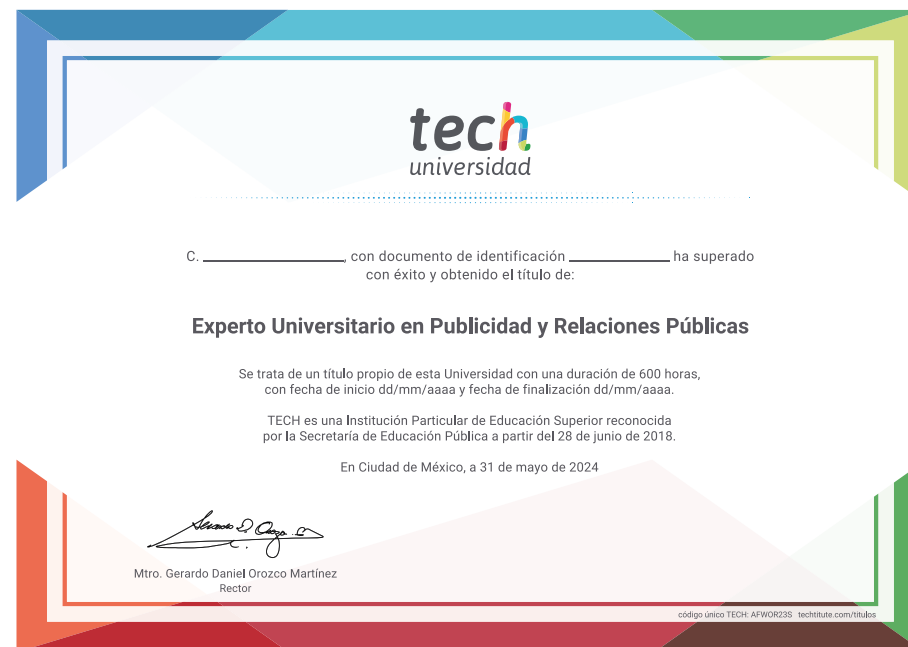 tech
universidad
C. ____________, con documento de identificación ____________ ha superado
con éxito y obtenido el título de:
Experto Universitario en Publicidad y Relaciones Públicas
Se trata de un título propio de esta Universidad con una duración de 600 horas,
con fecha de inicio dd/mm/aaaa y fecha de finalización dd/mm/aaaa.
TECH es una Institución Particular de Educación Superior reconocida
por la Secretaría de Educación Pública a partir del 28 de junio de 2018.
En Ciudad de México, a 31 de mayo de 2024
Mtro. Gerardo Daniel Orozco Martínez
Rector
código único TECH: AFWOR23S techtitute.com/titulos